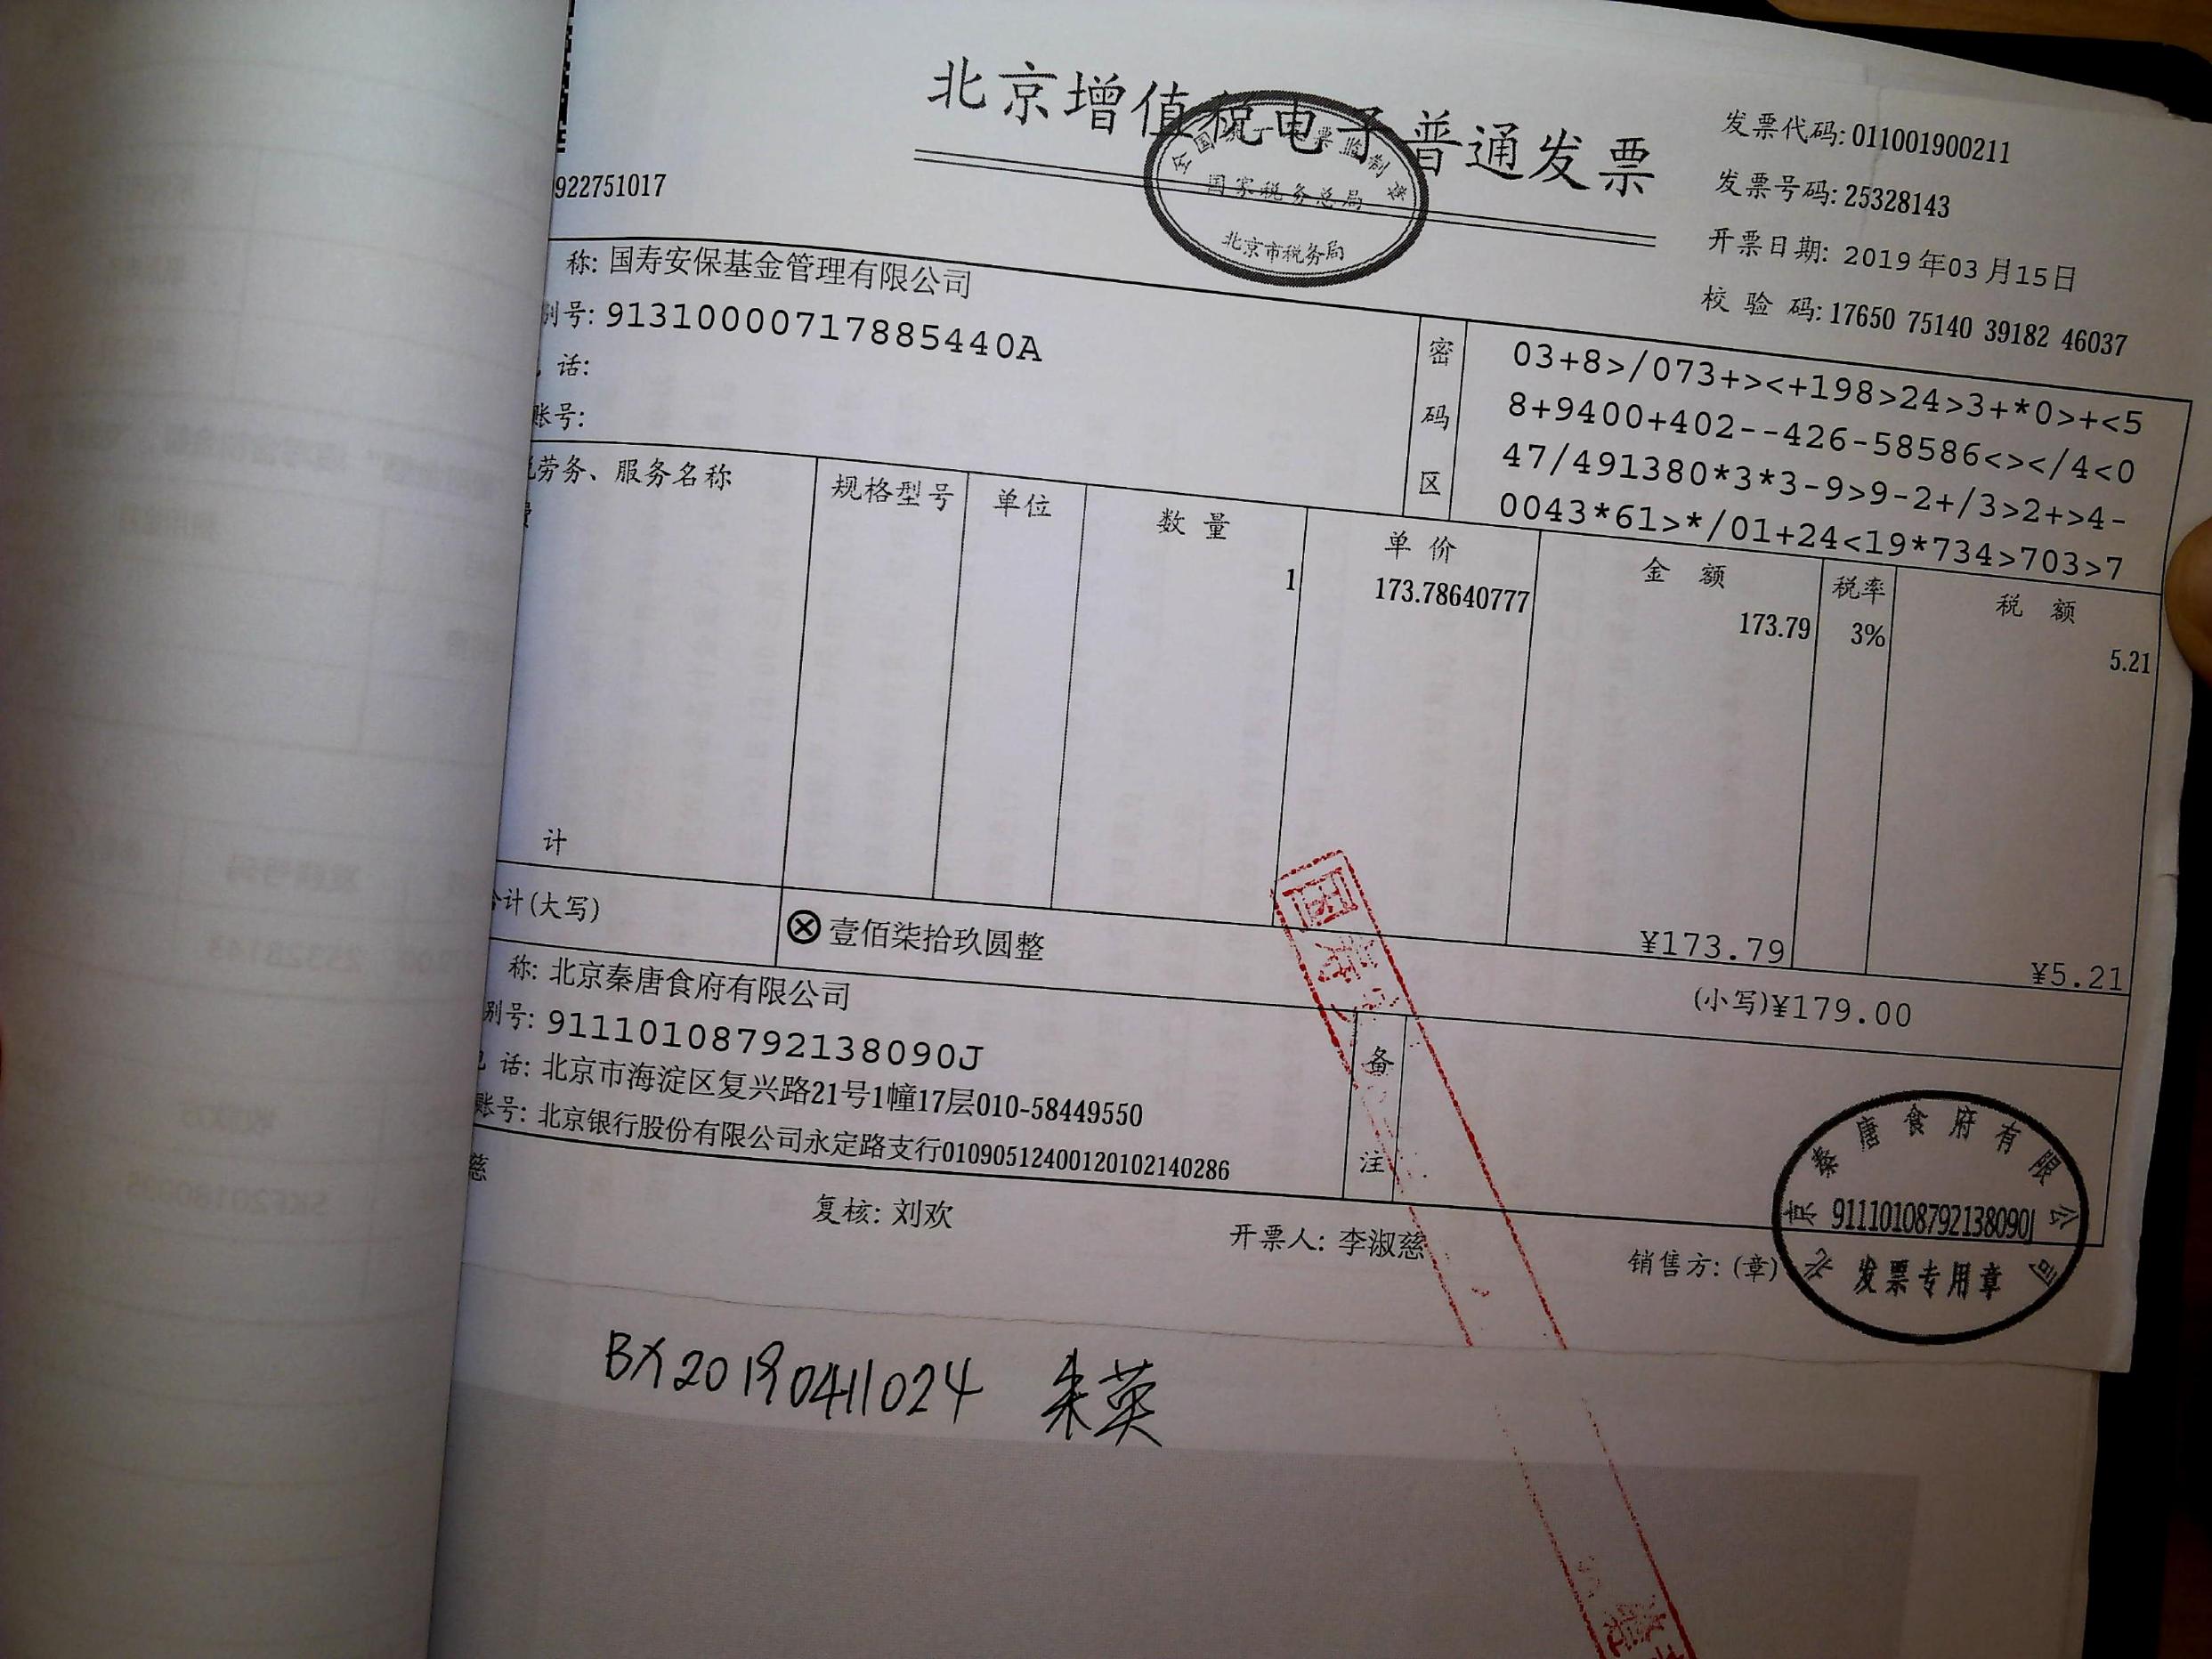 北京增值税电子普通发票
国家税务总局
北京市税务局
发票代码: 011001900211
发票号码: 25328143
开票日期: 2019年03月15日
校验码: 17650 75140 39182 46037
922751017
称: 国寿安保基金管理有限公司
别号: 91310000717885440A
话:
账号:
密码区
03+8>/073+><+198>24>3+*0>+<5
8+9400+402--426-58586<></4<0
47/491380*3*3-9>9-2+/3>2+>4-
0043*61>*/01+24<19*734>703>7
劳务、服务名称 规格型号 单位 数量 单价 金额 税率 税额
费 1 173.78640777 173.79 3% 5.21
计 ¥173.79 ¥5.21
计(大写) ⊗壹佰柒拾玖圆整 (小写)¥179.00
称: 北京秦唐食府有限公司
别号: 91110108792138090J
话: 北京市海淀区复兴路21号1幢17层010-58449550
账号: 北京银行股份有限公司永定路支行01090512400120102140286
备注
慈 复核: 刘欢 开票人: 李淑慈 销售方: (章)
北京秦唐食府有限公司
91110108792138090J
发票专用章
BX20190411024 朱英